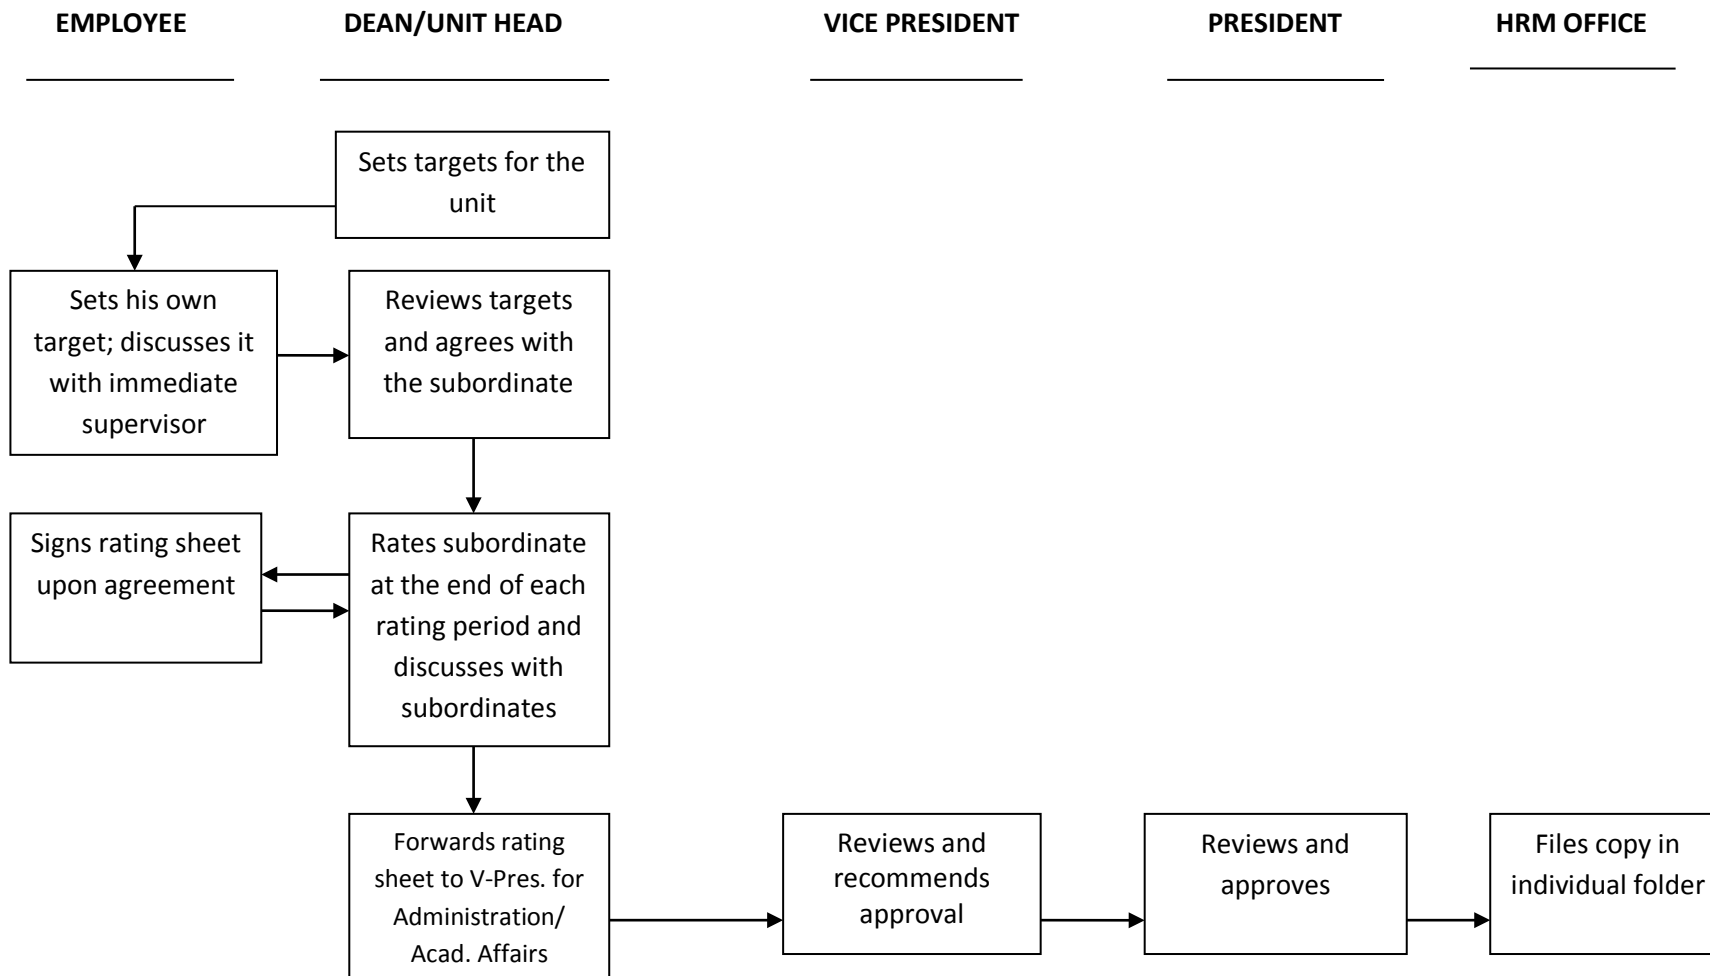 EMPLOYEE
DEAN/UNIT HEAD
VICE PRESIDENT
PRESIDENT
HRM OFFICE
Sets targets for the
unit
Sets his own
target; discusses it
with immediate
supervisor
Reviews targets
and agrees with
the subordinate
Signs rating sheet
upon agreement
Rates subordinate
at the end of each
rating period and
discusses with
subordinates
Forwards rating
sheet to V-Pres. for
Administration/
Acad. Affairs
Reviews and
recommends
approval
Reviews and
approves
Files copy in
individual folder